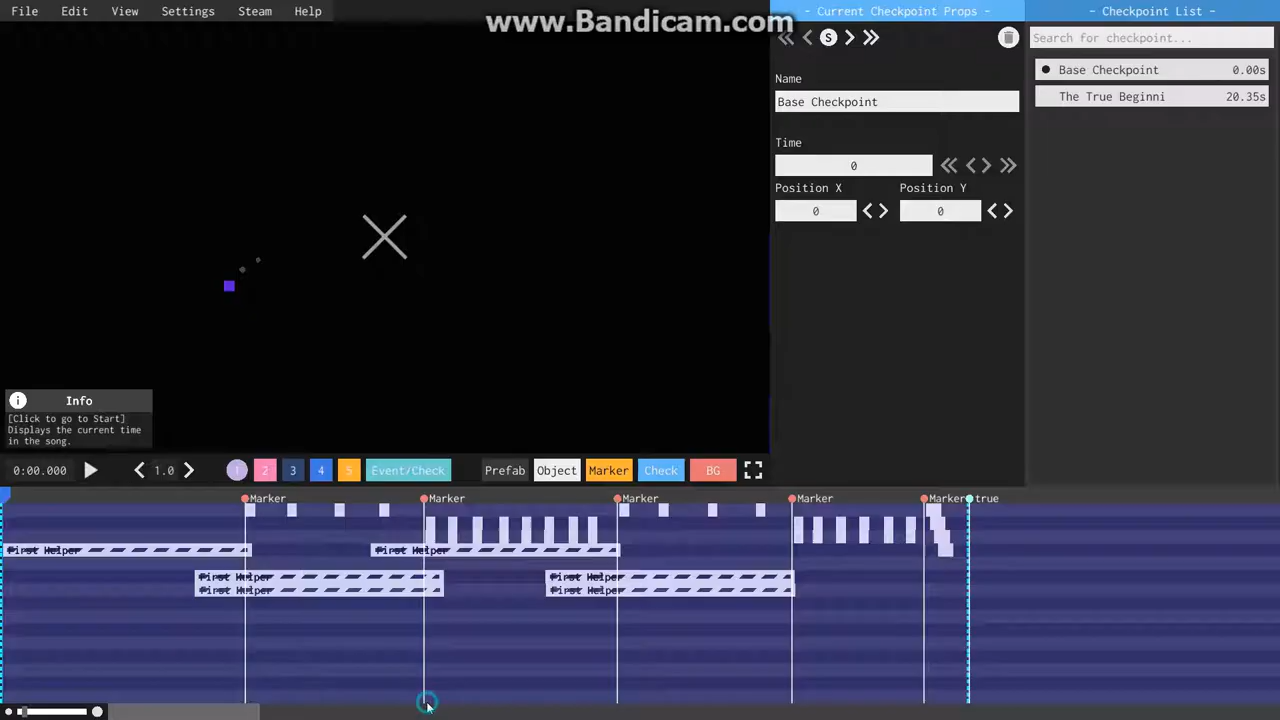 File Edit View Settings Steam Help
www.Bandicam.com
- Current Checkpoint Props -
- Checkpoint List -
S
Search for checkpoint...
Name
Base Checkpoint
Base Checkpoint 0.00s
The True Beginni 20.35s
Time
0
Position X Position Y
0 0
i Info
[Click to go to Start]
Displays the current time
in the song.
0:00.000 1.0 1 2 3 4 5 Event/Check Prefab Object Marker Check BG
Marker Marker Marker Marker Marker true
First Helper First Helper
First Helper First Helper
First Helper First Helper